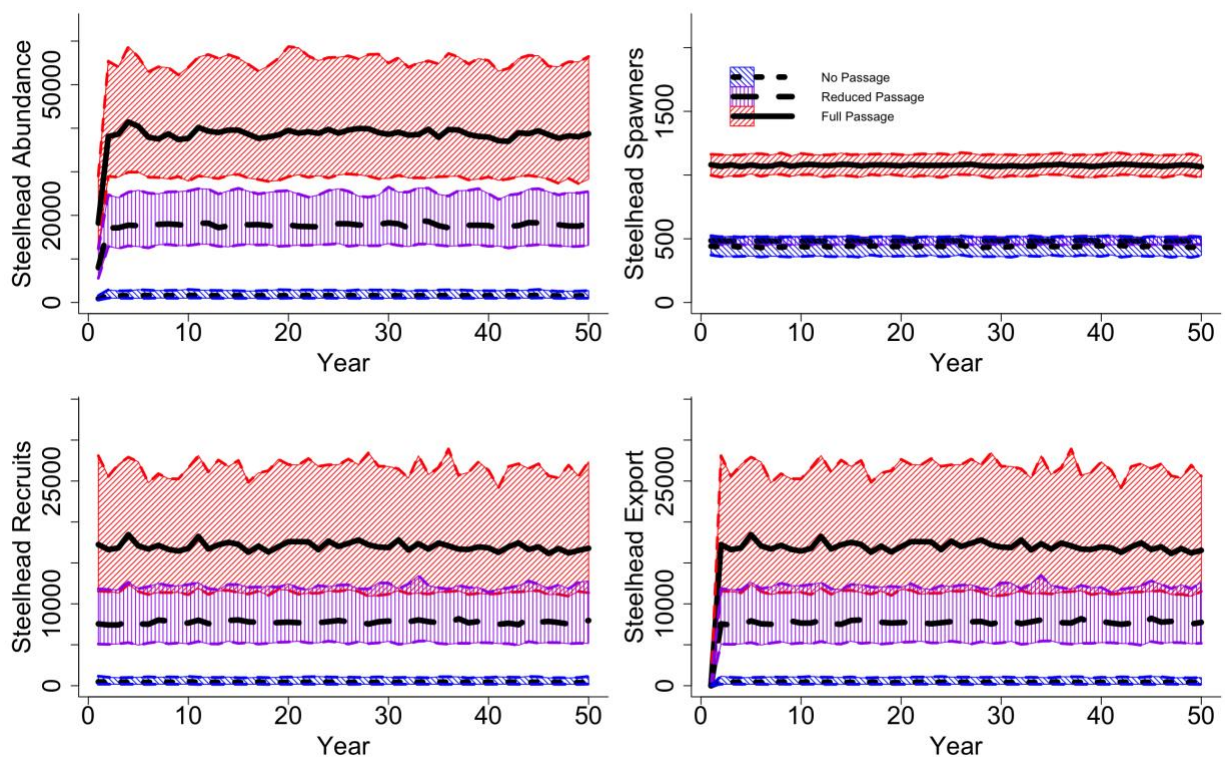 Steelhead Abundance
50000
20000
0
0 10 20 30 40 50
Year
Steelhead Spawners
1500
500
0
No Passage
Reduced Passage
Full Passage
0 10 20 30 40 50
Year
Steelhead Recruits
25000
10000
0
0 10 20 30 40 50
Year
Steelhead Export
25000
10000
0
0 10 20 30 40 50
Year